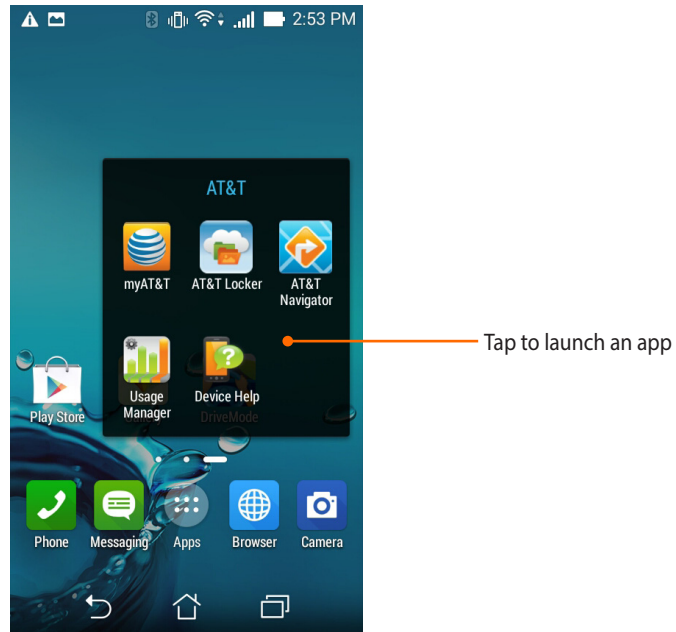 2:53 PM
AT&T
myAT&T
AT&T Locker
AT&T
Navigator
Tap to launch an app
Usage
Manager
Device Help
Play Store
DriveMode
Phone
Messaging
Apps
Browser
Camera